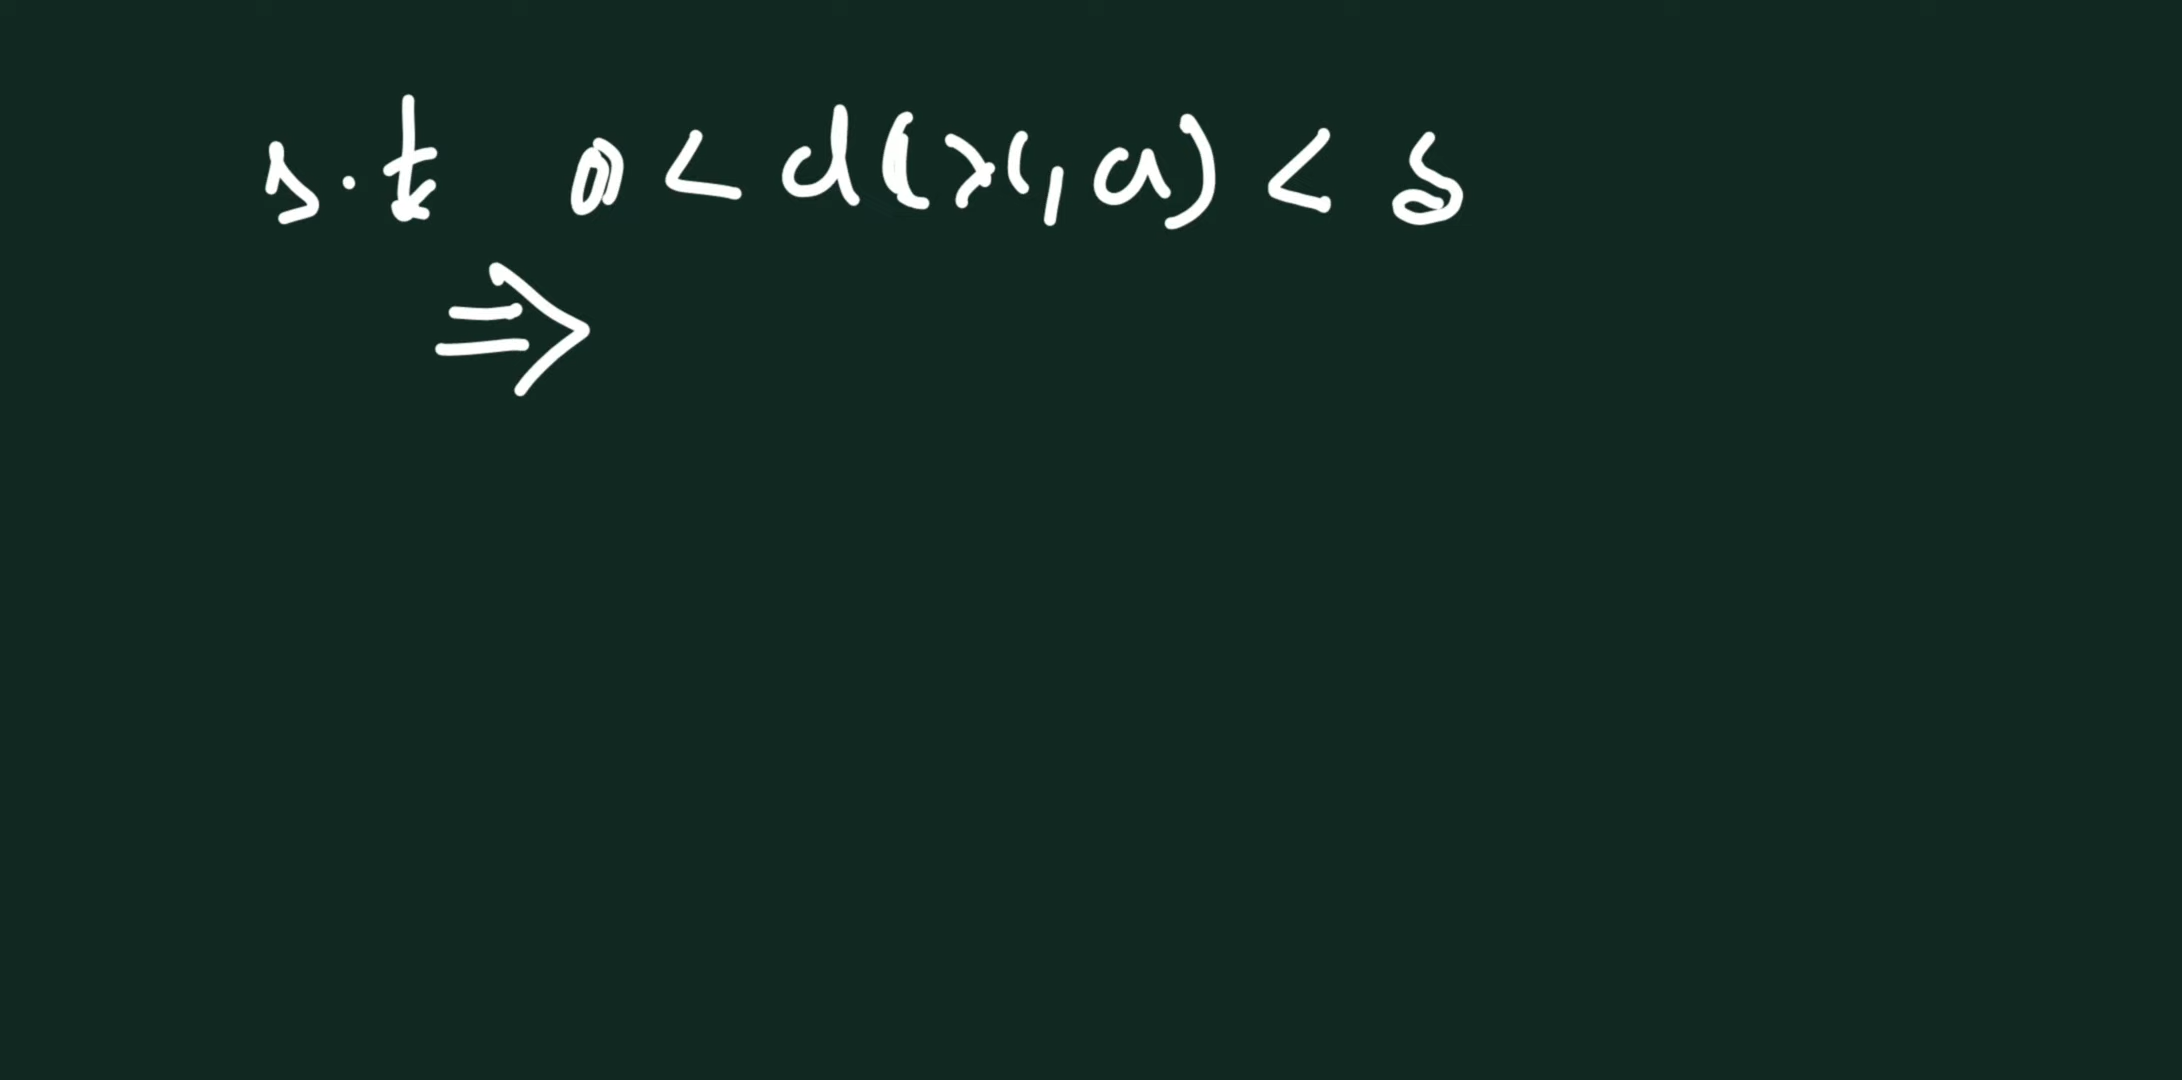 s.t 0 < d(x, a) < δ
⇒